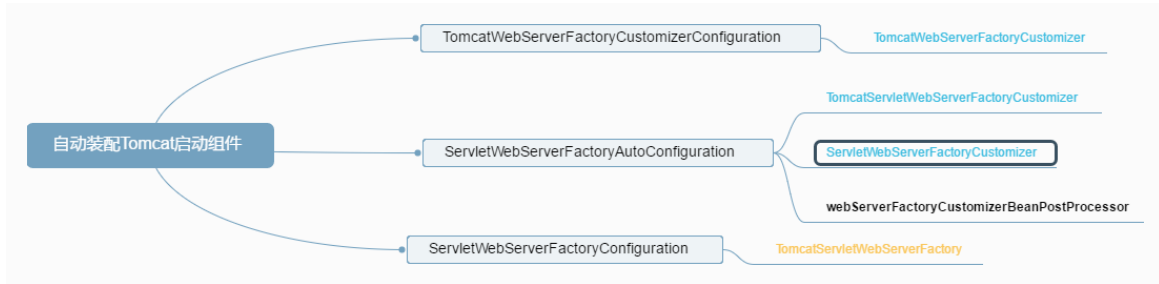 TomcatWebServerFactoryCustomizerConfiguration
TomcatWebServerFactoryCustomizer
TomcatServletWebServerFactoryCustomizer
自动装配Tomcat启动组件
ServletWebServerFactoryAutoConfiguration
ServletWebServerFactoryCustomizer
webServerFactoryCustomizerBeanPostProcessor
ServletWebServerFactoryConfiguration
TomcatServletWebServerFactory